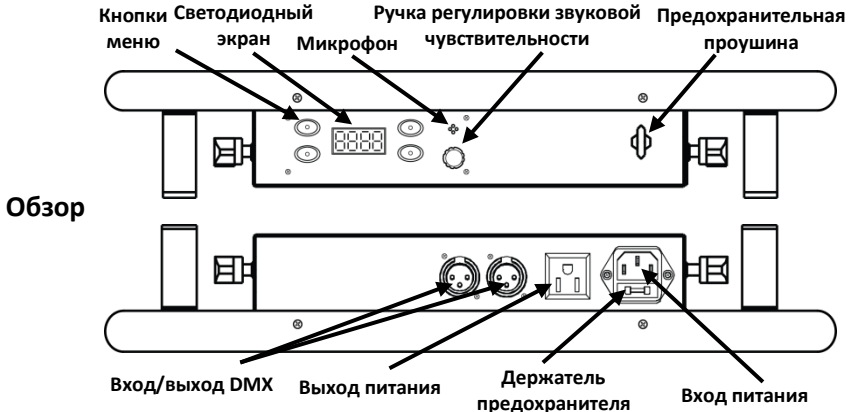 Кнопки
меню
Светодиодный
экран
Микрофон
Ручка регулировки звуковой
чувствительности
Предохранительная
проушина
8888
Обзор
Вход/выход DMX
Выход питания
Держатель
предохранителя
Вход питания